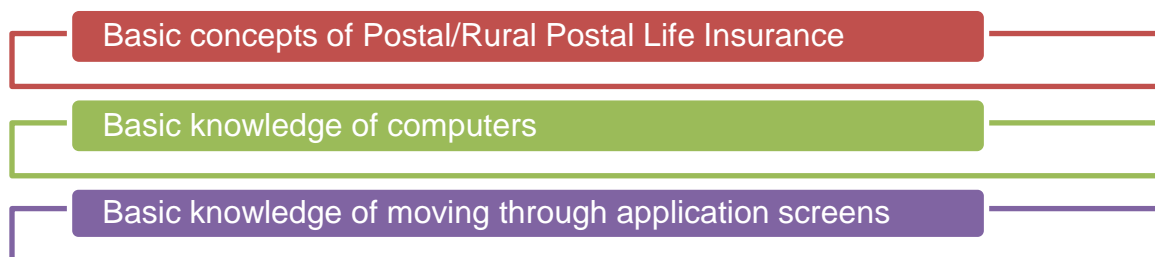 Basic concepts of Postal/Rural Postal Life Insurance
Basic knowledge of computers
Basic knowledge of moving through application screens